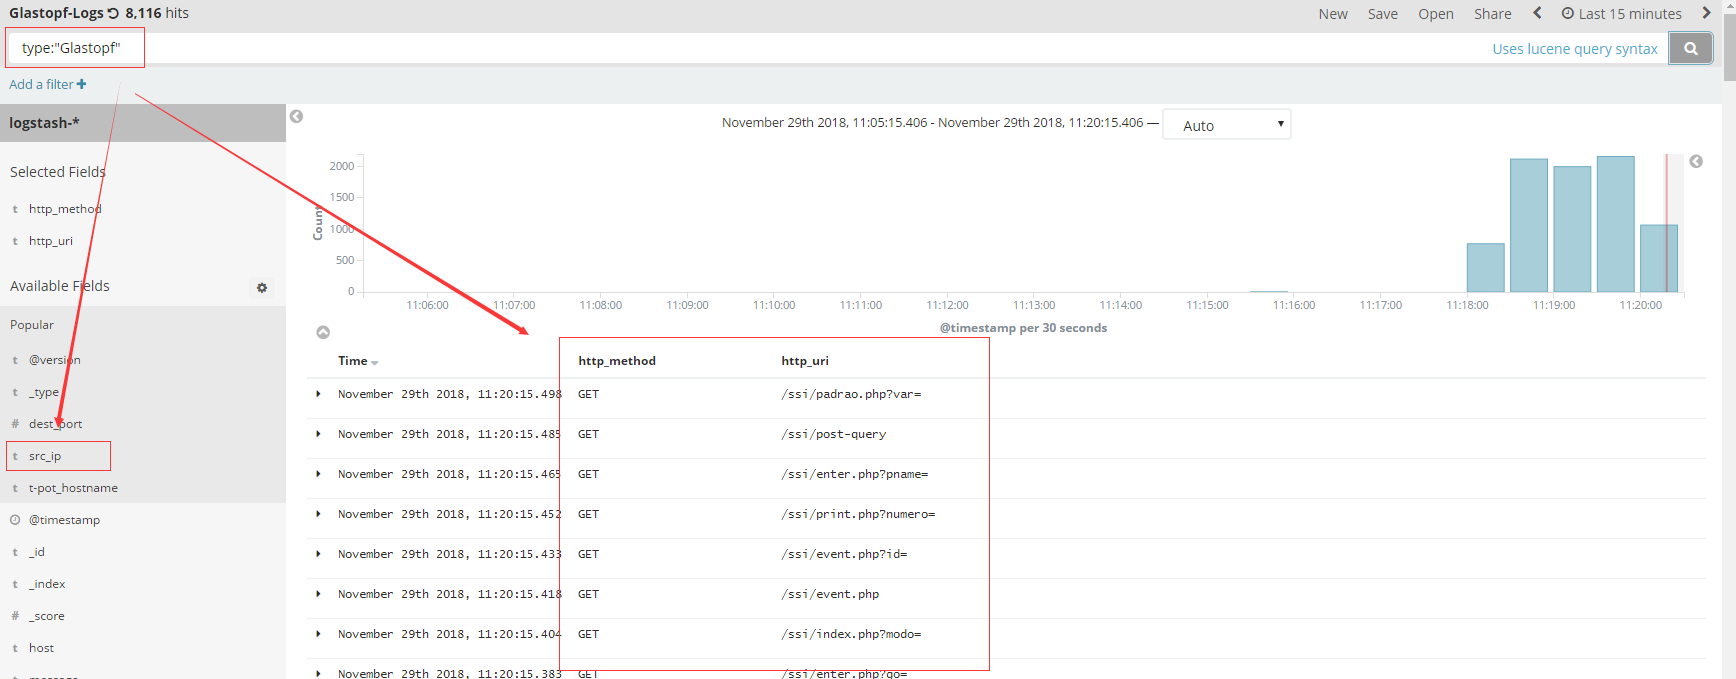 Glastopf-Logs 8,116 hits
New Save Open Share Last 15 minutes
type:"Glastopf"
Uses lucene query syntax
Add a filter
logstash-*
Selected Fields
t http_method
t http_uri
Available Fields
Popular
t @version
t _type
# dest_port
t src_ip
t t-pot_hostname
@timestamp
t _id
t _index
# _score
t host
t message
November 29th 2018, 11:05:15.406 - November 29th 2018, 11:20:15.406 —
Auto
Count
2000
1500
1000
500
0
11:06:00 11:07:00 11:08:00 11:09:00 11:10:00 11:11:00 11:12:00 11:13:00 11:14:00 11:15:00 11:16:00 11:17:00 11:18:00 11:19:00 11:20:00
@timestamp per 30 seconds
Time http_method http_uri
November 29th 2018, 11:20:15.498 GET /ssi/padrao.php?var=
November 29th 2018, 11:20:15.485 GET /ssi/post-query
November 29th 2018, 11:20:15.465 GET /ssi/enter.php?pname=
November 29th 2018, 11:20:15.452 GET /ssi/print.php?numero=
November 29th 2018, 11:20:15.433 GET /ssi/event.php?id=
November 29th 2018, 11:20:15.418 GET /ssi/event.php
November 29th 2018, 11:20:15.404 GET /ssi/index.php?modo=
November 29th 2018, 11:20:15.383 GET /ssi/enter.php?go=